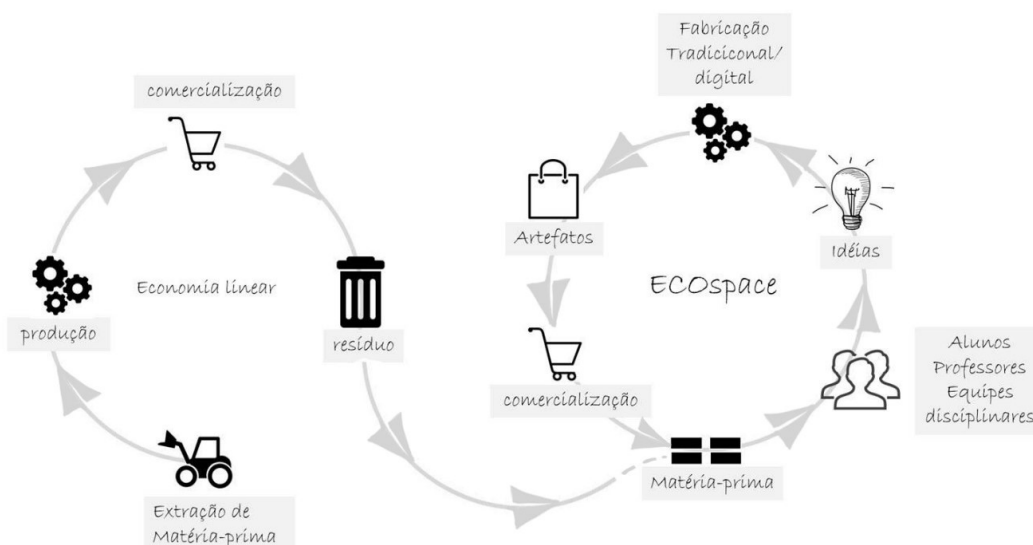 comercialização
produção
Economia linear
resíduo
Extração de
Matéria-prima
Fabricação
Tradiciconal/
digital
Artefatos
Idéias
ECOspace
comercialização
Alunos
Professores
Equipes
disciplinares
Matéria-prima